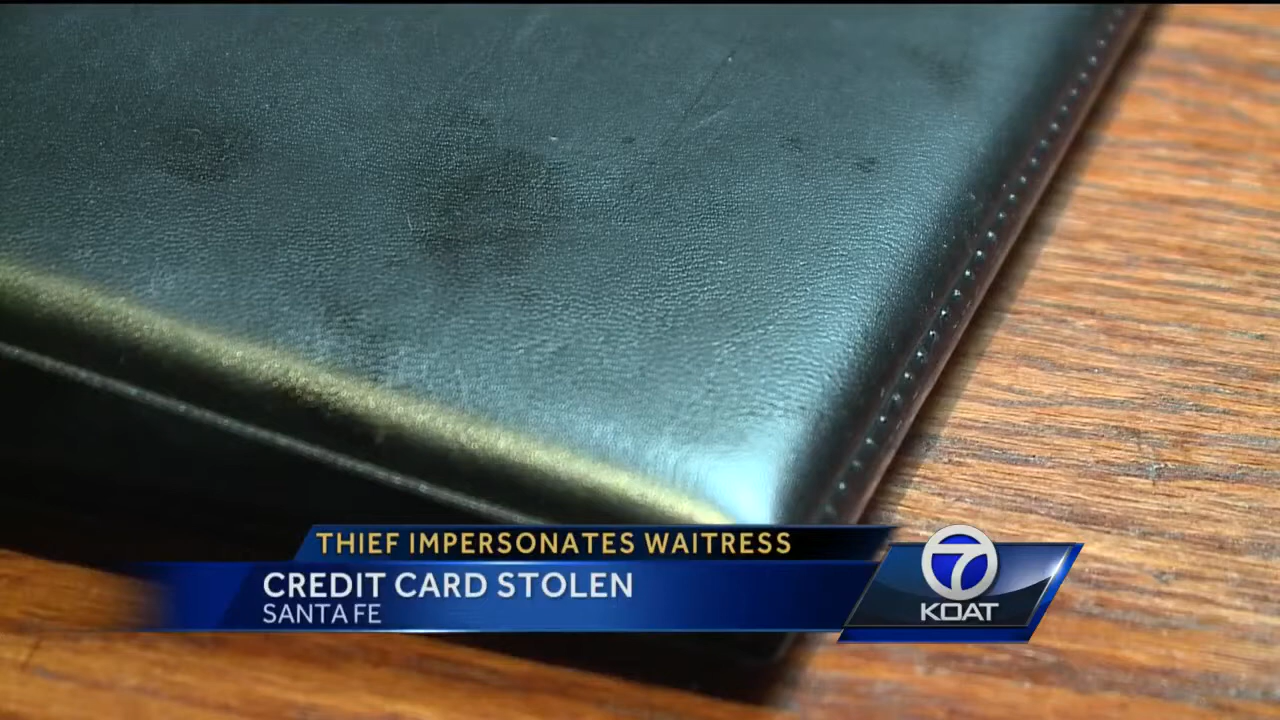 THIEF IMPERSONATES WAITRESS
CREDIT CARD STOLEN
SANTA FE
7
KOAT